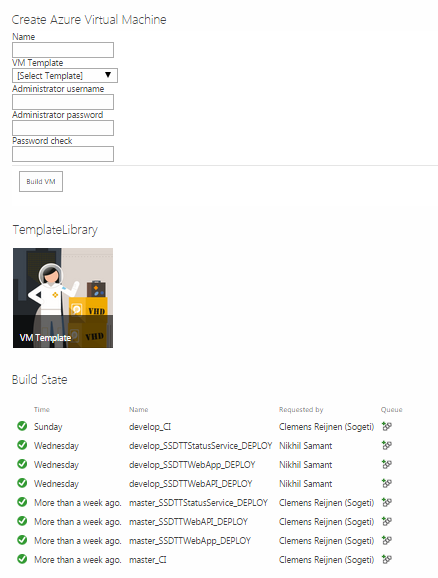 Create Azure Virtual Machine
Name
VM Template
[Select Template]
Administrator username
Administrator password
Password check
Build VM
TemplateLibrary
VHD
VHD
VM Template
Build State
Time Name Requested by Queue
Sunday develop_CI Clemens Reijnen (Sogeti)
Wednesday develop_SSDTTStatusService_DEPLOY Nikhil Samant
Wednesday develop_SSDTTWebApp_DEPLOY Nikhil Samant
Wednesday develop_SSDTTWebAPI_DEPLOY Nikhil Samant
More than a week ago. master_SSDTTStatusService_DEPLOY Clemens Reijnen (Sogeti)
More than a week ago. master_SSDTTWebAPI_DEPLOY Clemens Reijnen (Sogeti)
More than a week ago. master_SSDTTWebApp_DEPLOY Clemens Reijnen (Sogeti)
More than a week ago. master_CI Clemens Reijnen (Sogeti)